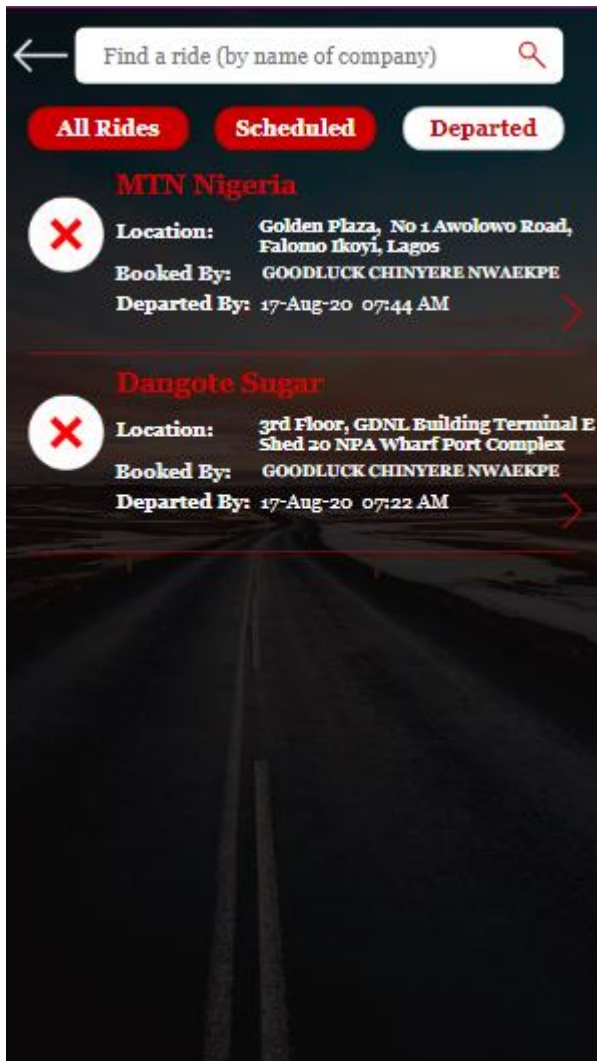 Find a ride (by name of company)
All Rides Scheduled Departed
MTN Nigeria
Location: Golden Plaza, No 1 Awolowo Road,
Falomo Ikoyi, Lagos
Booked By: GOODLUCK CHINYERE NWAEKPE
Departed By: 17-Aug-20 07:44 AM
Dangote Sugar
Location: 3rd Floor, GDNL Building Terminal E
Shed 20 NPA Wharf Port Complex
Booked By: GOODLUCK CHINYERE NWAEKPE
Departed By: 17-Aug-20 07:22 AM